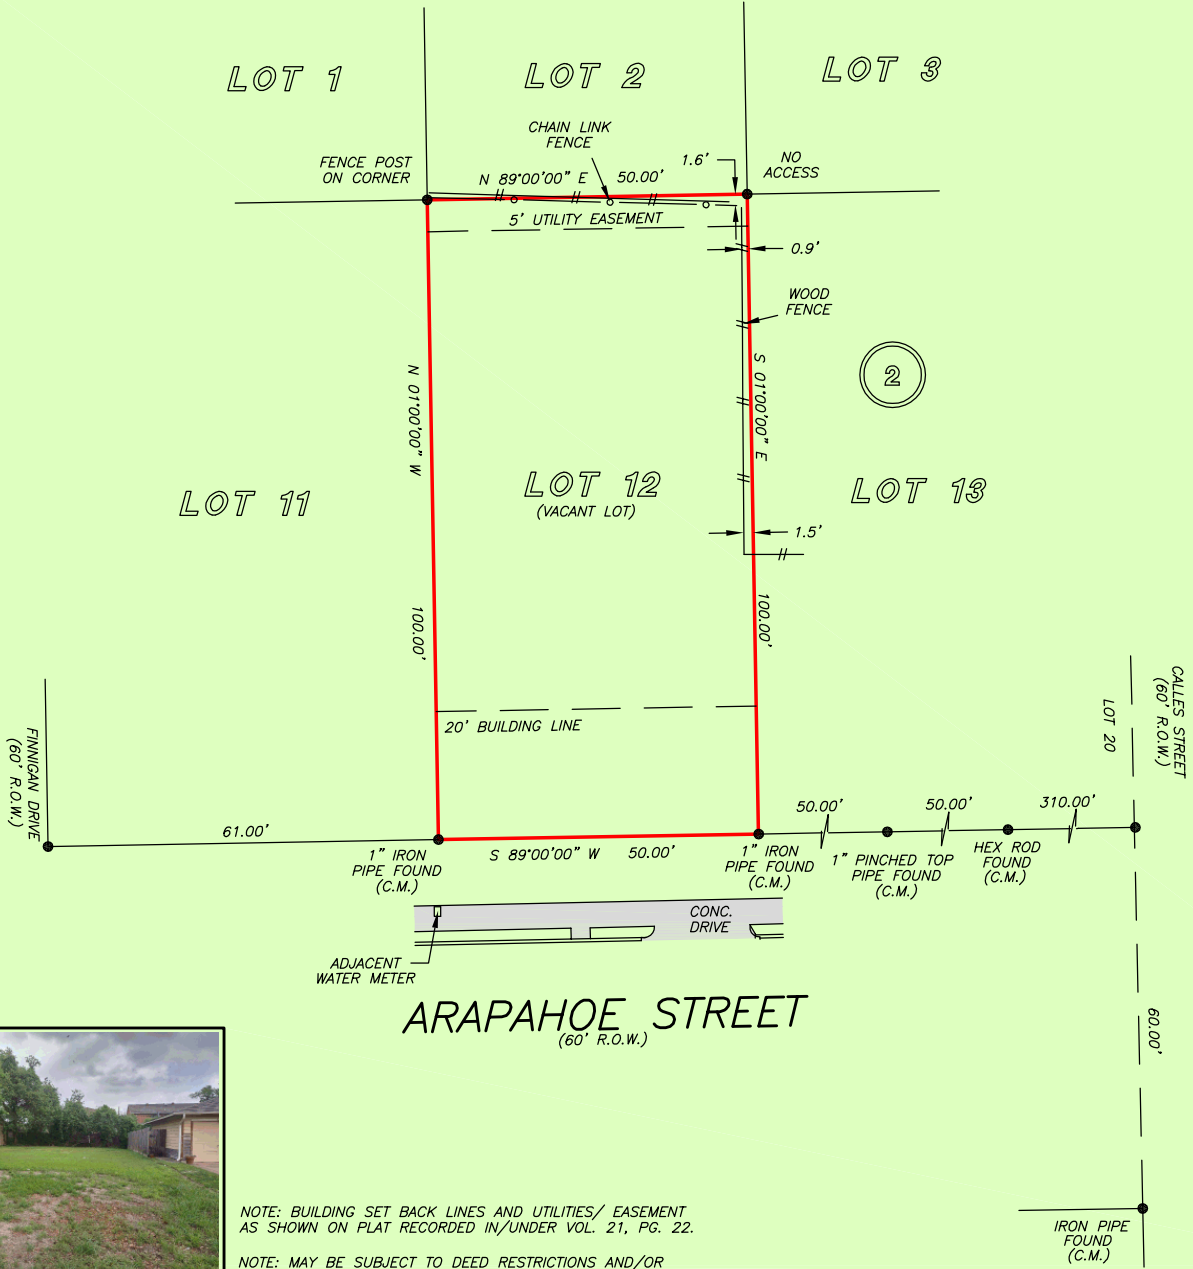 LOT 1
LOT 2
LOT 3
CHAIN LINK
FENCE
FENCE POST
ON CORNER
N 89°00'00" E
50.00'
1.6'
NO
ACCESS
5' UTILITY EASEMENT
0.9'
WOOD
FENCE
N 01°00'00" W
S 01°00'00" E
2
LOT 11
LOT 12
(VACANT LOT)
LOT 13
1.5'
100.00'
100.00'
20' BUILDING LINE
FINNIGAN DRIVE
(60' R.O.W.)
LOT 20
CALLES STREET
(60' R.O.W.)
61.00'
50.00'
50.00'
310.00'
1" IRON
PIPE FOUND
(C.M.)
S 89°00'00" W
50.00'
1" IRON
PIPE FOUND
(C.M.)
1" PINCHED TOP
PIPE FOUND
(C.M.)
HEX ROD
FOUND
(C.M.)
CONC.
DRIVE
ADJACENT
WATER METER
ARAPAHOE STREET
(60' R.O.W.)
60.00'
NOTE: BUILDING SET BACK LINES AND UTILITIES/ EASEMENT
AS SHOWN ON PLAT RECORDED IN/UNDER VOL. 21, PG. 22.
NOTE: MAY BE SUBJECT TO DEED RESTRICTIONS AND/OR
IRON PIPE
FOUND
(C.M.)